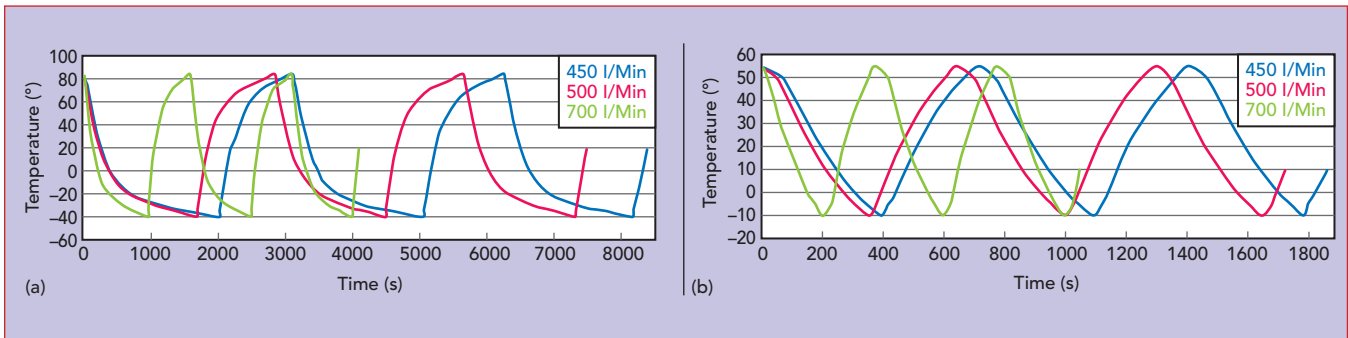 100
80
60
40
20
0
–20
–40
–60
Temperature (°)
0 1000 2000 3000 4000 5000 6000 7000 8000
Time (s)
450 l/Min
500 l/Min
700 l/Min
(a)
60
50
40
30
20
10
0
–10
–20
Temperature (°)
0 200 400 600 800 1000 1200 1400 1600 1800
Time (s)
450 l/Min
500 l/Min
700 l/Min
(b)